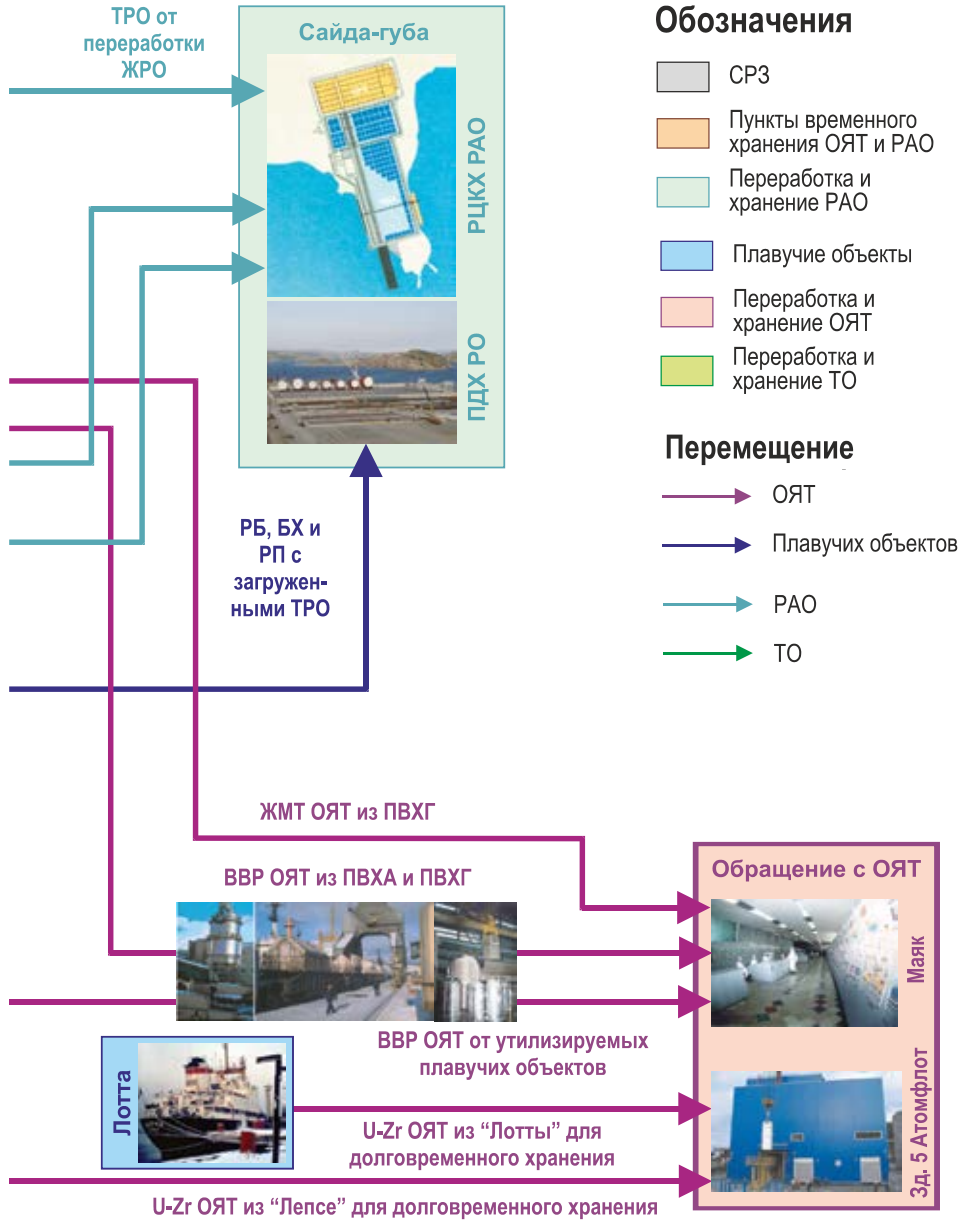 ТРО от
переработки
ЖРО
Сайда-губа
РЦКХ РАО
ПДХ РО
РБ, БХ и
РП с
загружен-
ными ТРО
Обозначения
СРЗ
Пункты временного
хранения ОЯТ и РАО
Переработка и
хранение РАО
Плавучие объекты
Переработка и
хранение ОЯТ
Переработка и
хранение ТО
Перемещение
ОЯТ
Плавучих объектов
РАО
ТО
ЖМТ ОЯТ из ПВХГ
ВВР ОЯТ из ПВХА и ПВХГ
Обращение с ОЯТ
Маяк
ВВР ОЯТ от утилизируемых
плавучих объектов
Лотта
U-Zr ОЯТ из “Лотты” для
долговременного хранения
Зд. 5 Атомфлот
U-Zr ОЯТ из “Лепсе” для долговременного хранения